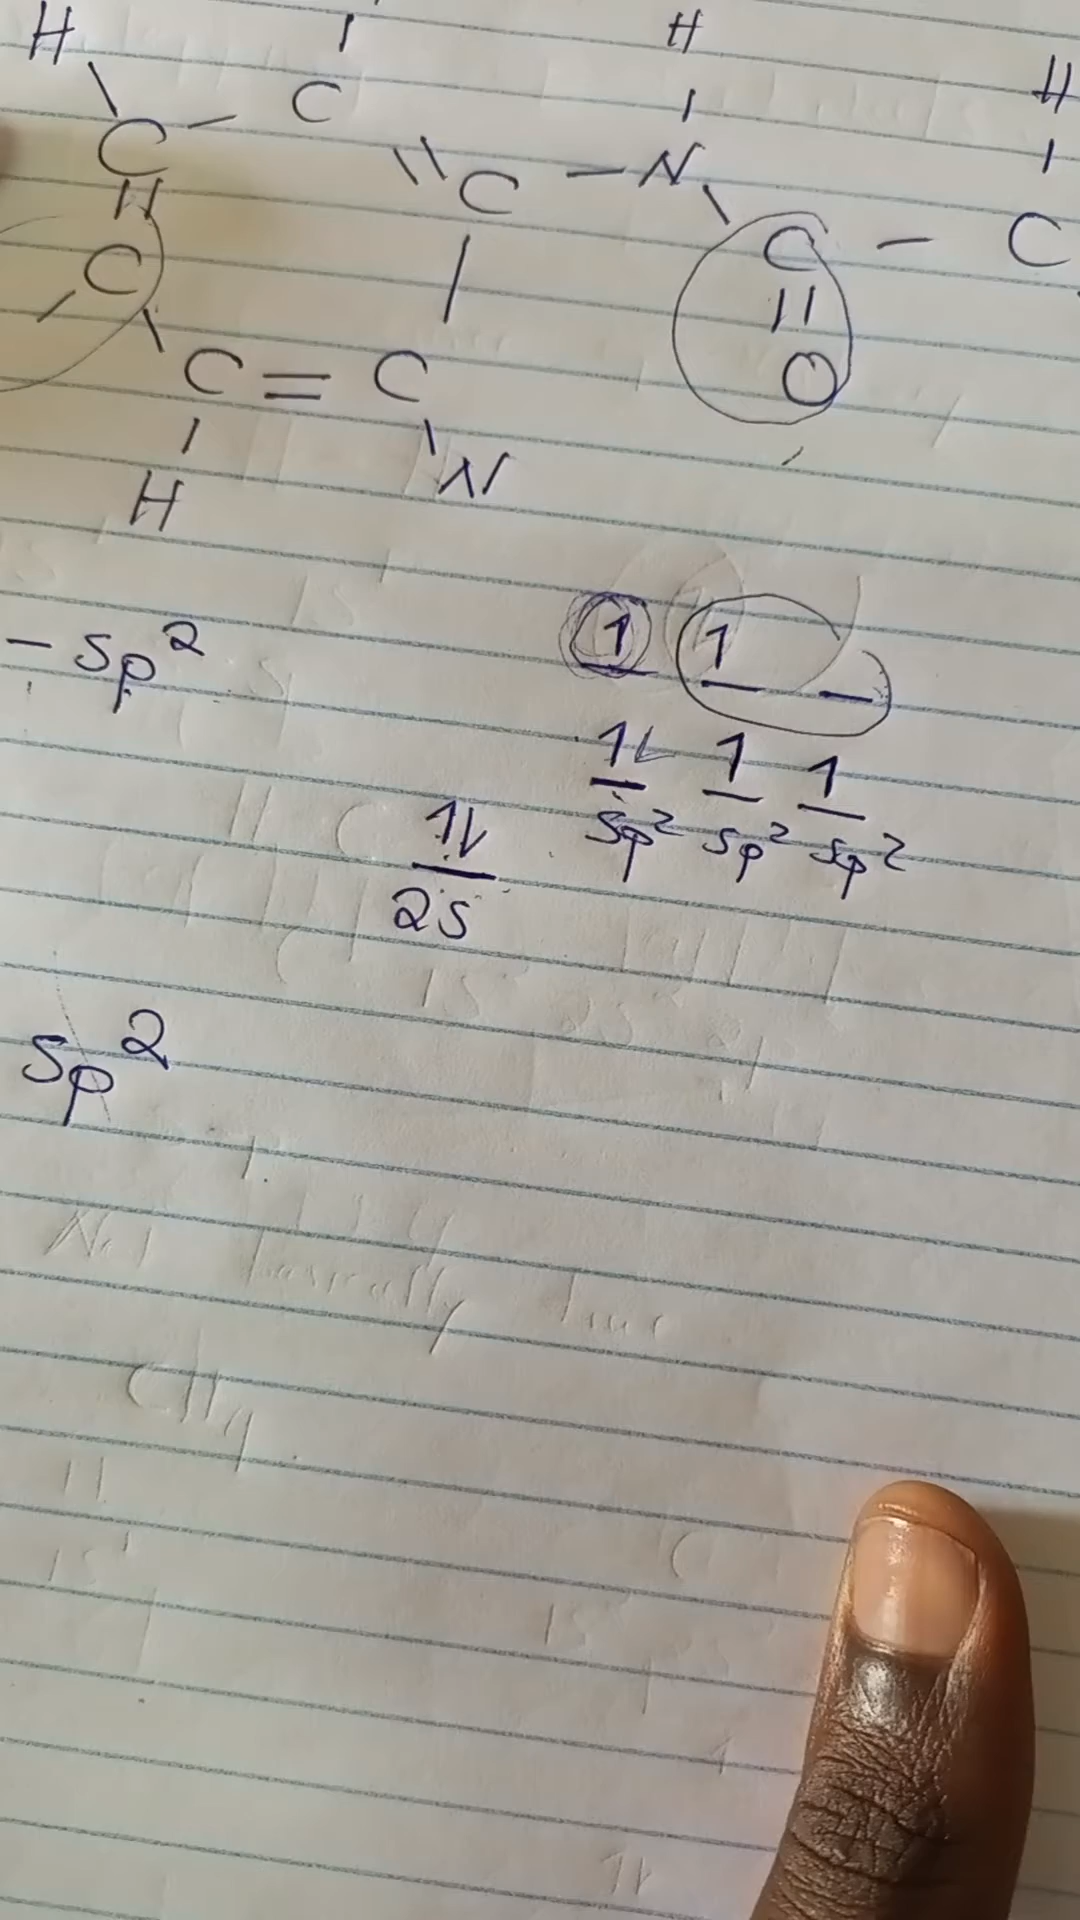 H H H
C - C
C - N
H
C C - C
C = C O
H N
- sp² 1 1
1↓ 1 1
1↓ sp² sp² sp²
2s
sp²